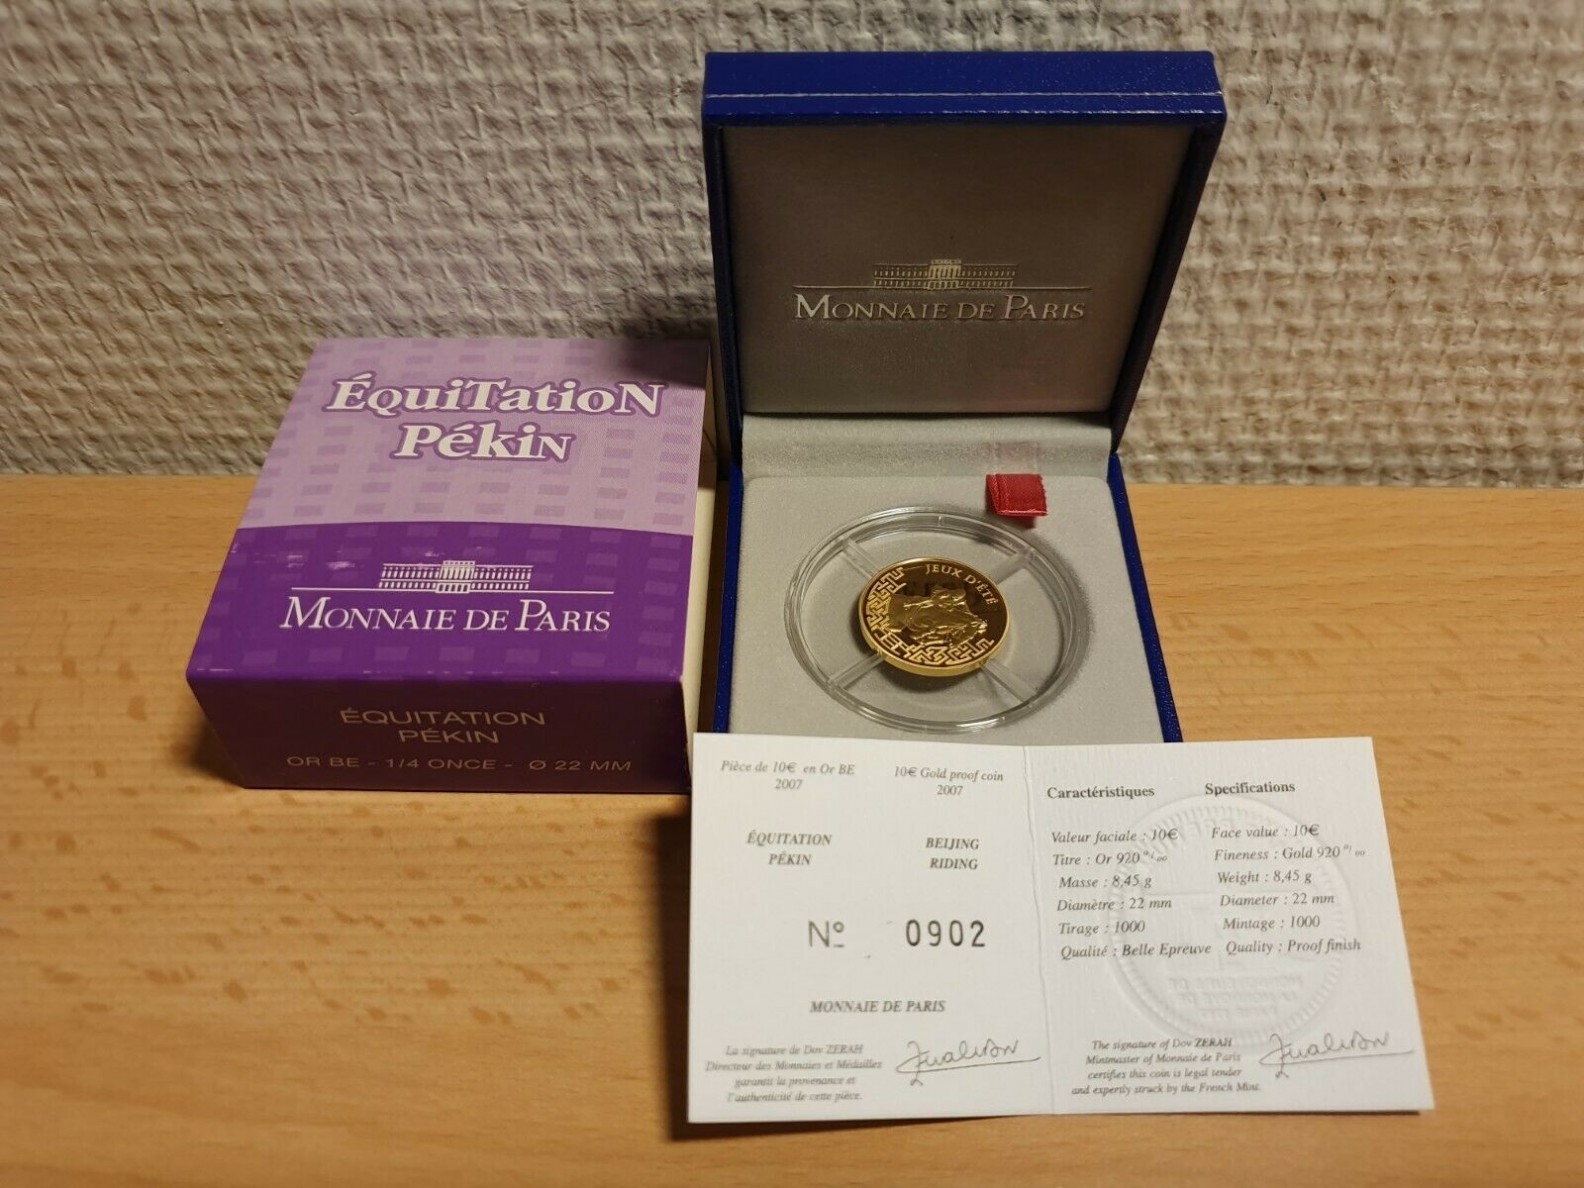 ÉQuiTatioN
PékiN
MONNAIE DE PARIS
ÉQUITATION
PÉKIN
OR BE - 1/4 ONCE - Ø 22 MM
MONNAIE DE PARIS
JEUX D'ÉTÉ
Pièce de 10€ en Or BE
2007
10€ Gold proof coin
2007
ÉQUITATION
PÉKIN
BEIJING
RIDING
Nº 0902
MONNAIE DE PARIS
La signature de Dov ZERAH
Directeur des Monnaies et Médailles
garantit la provenance et
l'authenticité de cette pièce.
Caractéristiques
Valeur faciale : 10€
Titre : Or 920 °/oo
Masse : 8,45 g
Diamètre : 22 mm
Tirage : 1000
Qualité : Belle Epreuve
Specifications
Face value : 10€
Fineness : Gold 920 °/oo
Weight : 8,45 g
Diameter : 22 mm
Mintage : 1000
Quality : Proof finish
The signature of Dov ZERAH
Mintmaster of Monnaie de Paris
certifies this coin is legal tender
and expertly struck by the French Mint.